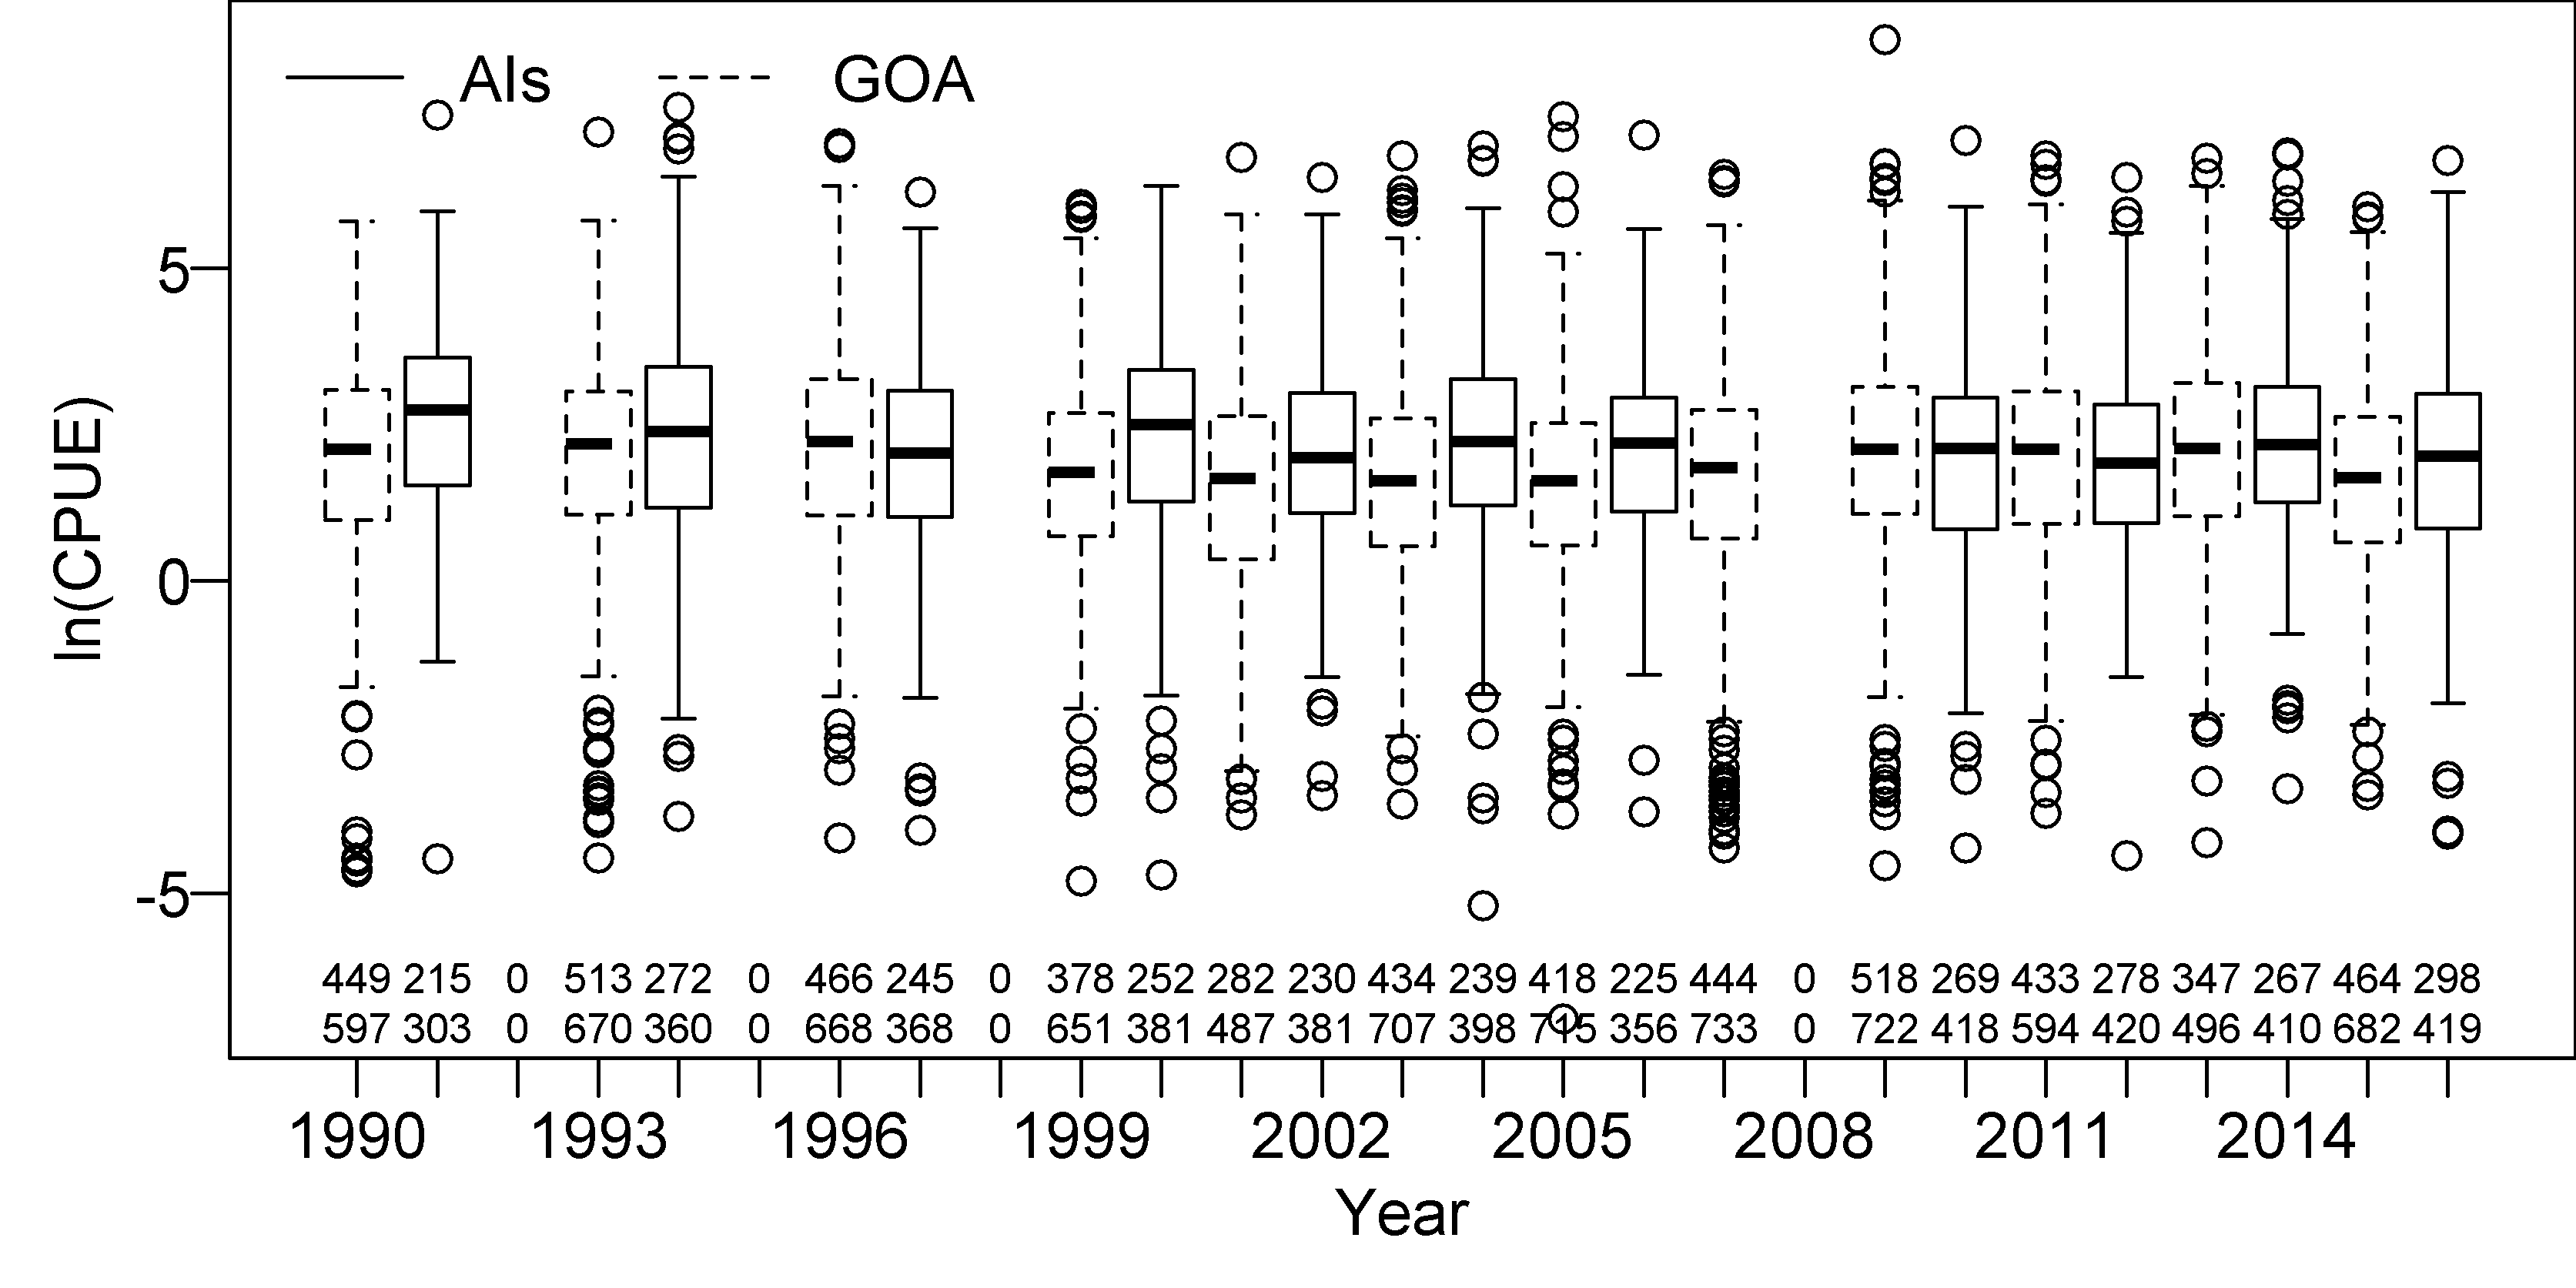 AIs GOA
5
0
-5
ln(CPUE)
449 215 0 513 272 0 466 245 0 378 252 282 230 434 239 418 225 444 0 518 269 433 278 347 267 464 298
597 303 0 670 360 0 668 368 0 651 381 487 381 707 398 715 356 733 0 722 418 594 420 496 410 682 419
1990 1993 1996 1999 2002 2005 2008 2011 2014
Year